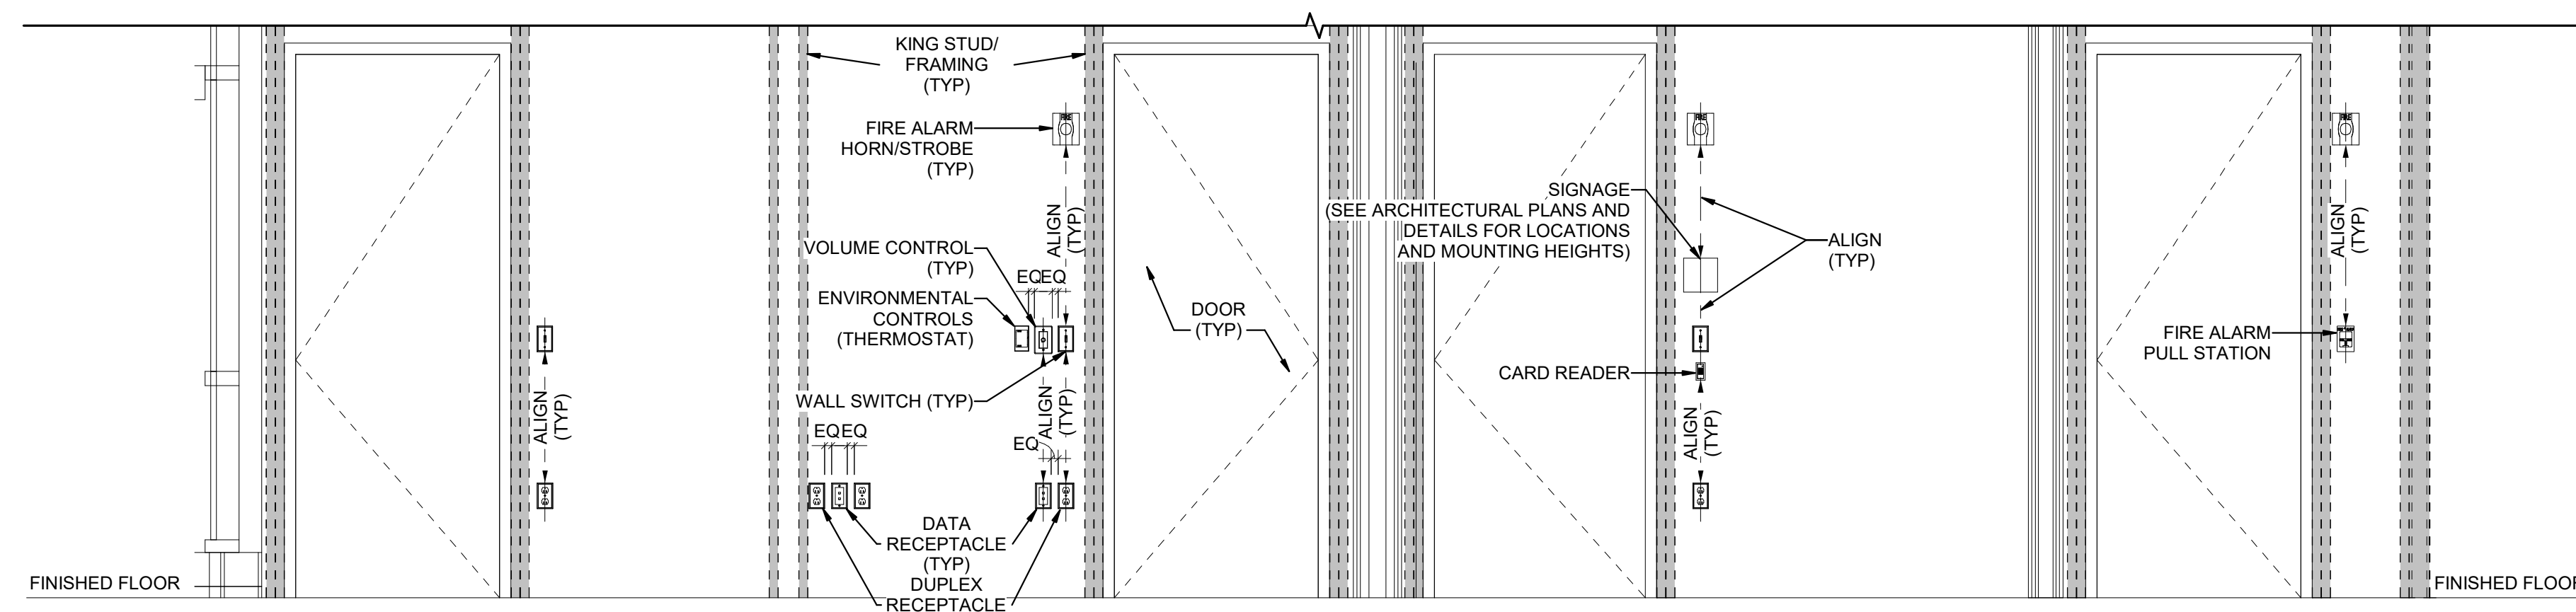 KING STUD/
FRAMING
(TYP)
FIRE ALARM
HORN/STROBE
(TYP)
FIRE
ALIGN
(TYP)
VOLUME CONTROL
(TYP)
EQ EQ
ENVIRONMENTAL
CONTROLS
(THERMOSTAT)
WALL SWITCH (TYP)
ALIGN
(TYP)
ALIGN
(TYP)
EQ EQ
EQ
DATA
RECEPTACLE
(TYP)
DUPLEX
RECEPTACLE
DOOR
(TYP)
FIRE
SIGNAGE
(SEE ARCHITECTURAL PLANS AND
DETAILS FOR LOCATIONS
AND MOUNTING HEIGHTS)
ALIGN
(TYP)
CARD READER
ALIGN
(TYP)
FIRE
ALIGN
(TYP)
FIRE ALARM
PULL STATION
FINISHED FLOOR
FINISHED FLOOR